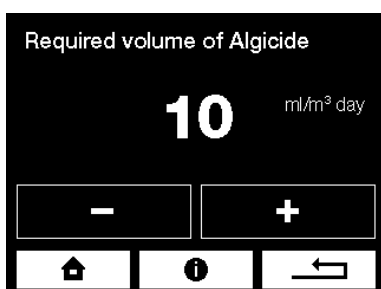 Required volume of Algicide
10 ml/m³ day
− +
i